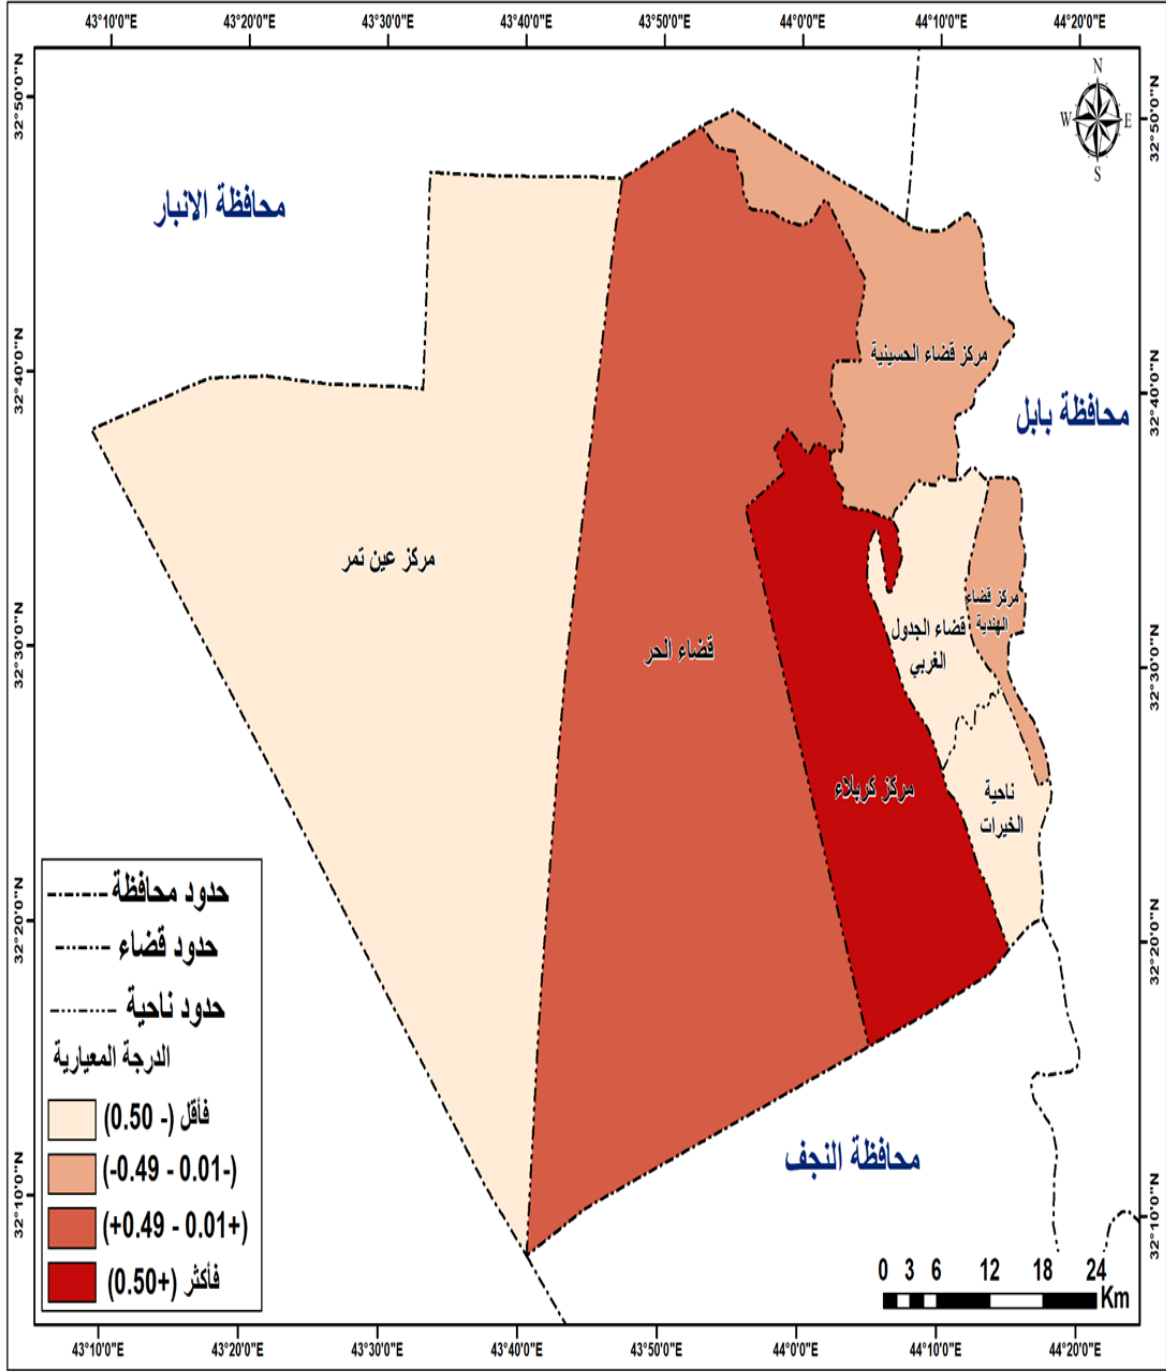 43°10'0"E 43°20'0"E 43°30'0"E 43°40'0"E 43°50'0"E 44°0'0"E 44°10'0"E 44°20'0"E
32°50'0"N
32°40'0"N
32°30'0"N
32°20'0"N
32°10'0"N
N
W E
S
محافظة الانبار
مركز قضاء الحسينية
محافظة بابل
مركز عين تمر
مركز قضاء
الهندية
قضاء الجدول
الغربي
قضاء الحر
مركز كربلاء
ناحية
الخيرات
محافظة النجف
حدود محافظة
حدود قضاء
حدود ناحية
الدرجة المعيارية
فأقل (- 0.50)
(-0.49 - 0.01-)
(+0.49 - 0.01+)
فأكثر (+0.50)
0 3 6 12 18 24
Km
32°50'0"N
32°40'0"N
32°30'0"N
32°20'0"N
32°10'0"N
43°10'0"E 43°20'0"E 43°30'0"E 43°40'0"E 43°50'0"E 44°0'0"E 44°10'0"E 44°20'0"E